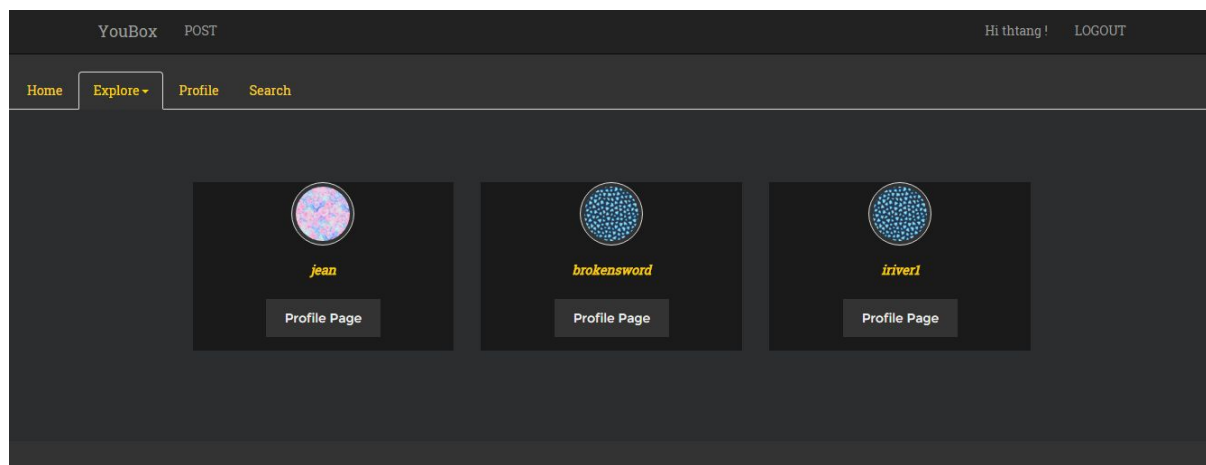 YouBox POST Hi thtang ! LOGOUT
Home Explore Profile Search
jean brokensword iriver1
Profile Page Profile Page Profile Page